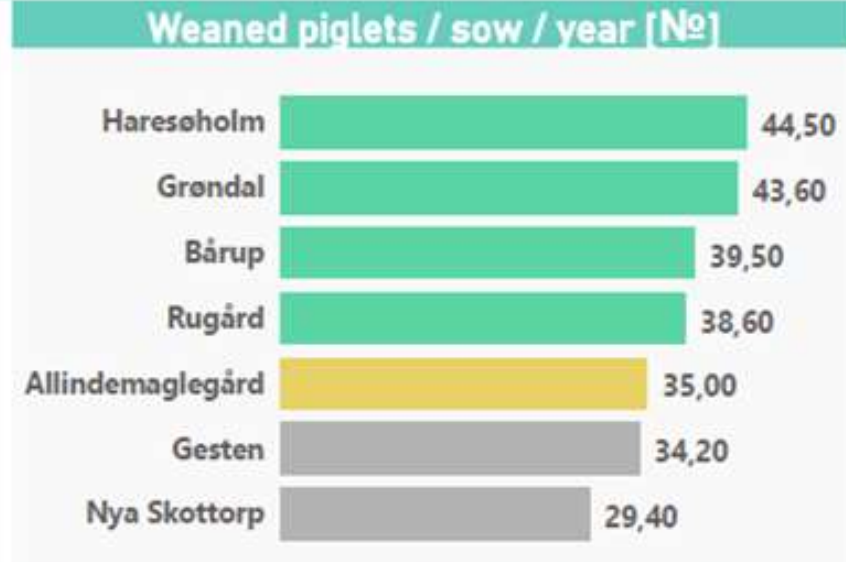 Weaned piglets / sow / year [№]
Haresøholm 44,50
Grøndal 43,60
Bårup 39,50
Rugård 38,60
Allindemaglegård 35,00
Gesten 34,20
Nya Skottorp 29,40